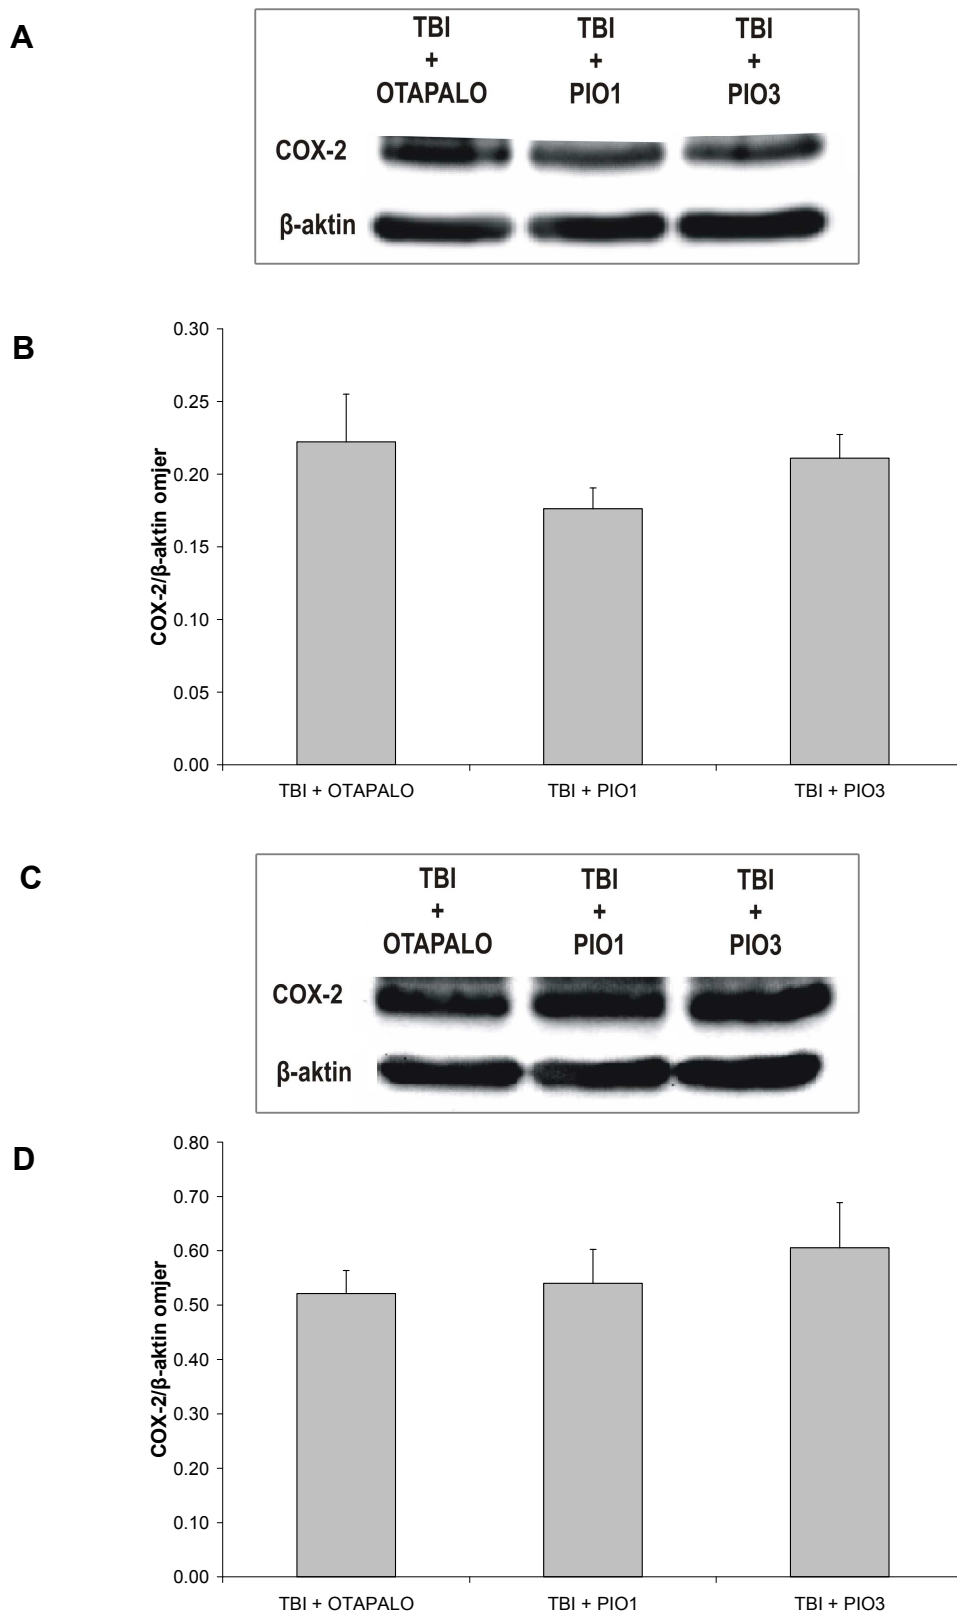 A
TBI TBI TBI
+ + +
OTAPALO PIO1 PIO3
COX-2
β-aktin
B
COX-2/β-aktin omjer
0.30
0.25
0.20
0.15
0.10
0.05
0.00
TBI + OTAPALO TBI + PIO1 TBI + PIO3
C
TBI TBI TBI
+ + +
OTAPALO PIO1 PIO3
COX-2
β-aktin
D
COX-2/β-aktin omjer
0.80
0.70
0.60
0.50
0.40
0.30
0.20
0.10
0.00
TBI + OTAPALO TBI + PIO1 TBI + PIO3